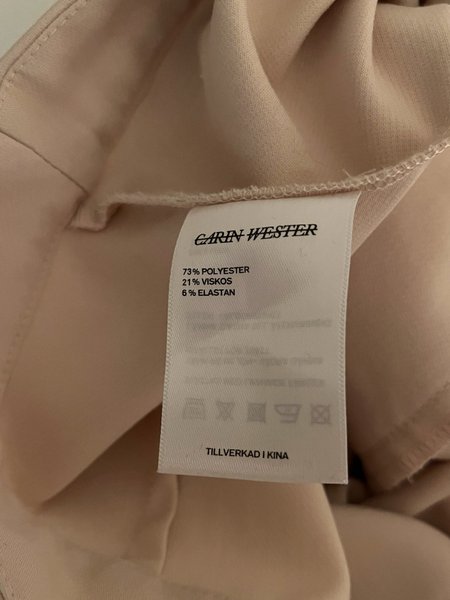 CARIN WESTER
73% POLYESTER
21% VISKOS
6% ELASTAN
TILLVERKAD I KINA